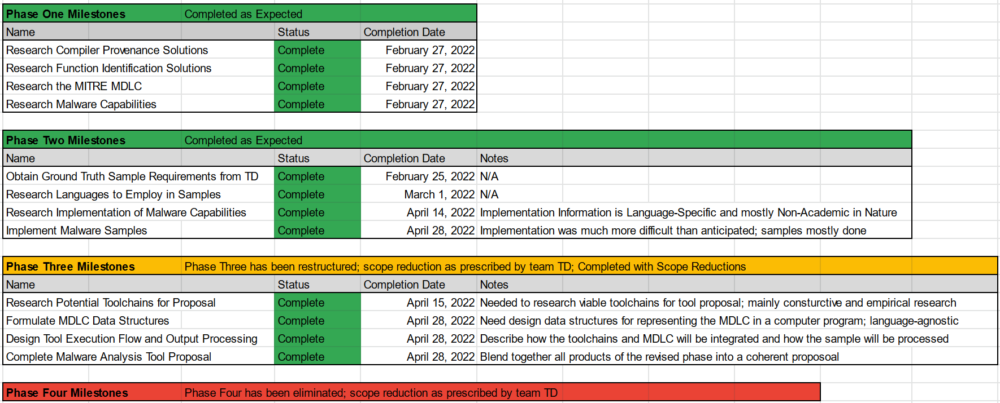 Phase One Milestones Completed as Expected
Name Status Completion Date
Research Compiler Provenance Solutions Complete February 27, 2022
Research Function Identification Solutions Complete February 27, 2022
Research the MITRE MDLC Complete February 27, 2022
Research Malware Capabilities Complete February 27, 2022
Phase Two Milestones Completed as Expected
Name Status Completion Date Notes
Obtain Ground Truth Sample Requirements from TD Complete February 25, 2022 N/A
Research Languages to Employ in Samples Complete March 1, 2022 N/A
Research Implementation of Malware Capabilities Complete April 14, 2022 Implementation Information is Language-Specific and mostly Non-Academic in Nature
Implement Malware Samples Complete April 28, 2022 Implementation was much more difficult than anticipated; samples mostly done
Phase Three Milestones Phase Three has been restructured; scope reduction as prescribed by team TD; Completed with Scope Reductions
Name Status Completion Date Notes
Research Potential Toolchains for Proposal Complete April 15, 2022 Needed to research viable toolchains for tool proposal; mainly consturctive and empirical research
Formulate MDLC Data Structures Complete April 28, 2022 Need design data structures for representing the MDLC in a computer program; language-agnostic
Design Tool Execution Flow and Output Processing Complete April 28, 2022 Describe how the toolchains and MDLC will be integrated and how the sample will be processed
Complete Malware Analysis Tool Proposal Complete April 28, 2022 Blend together all products of the revised phase into a coherent proposoal
Phase Four Milestones Phase Four has been eliminated; scope reduction as prescribed by team TD